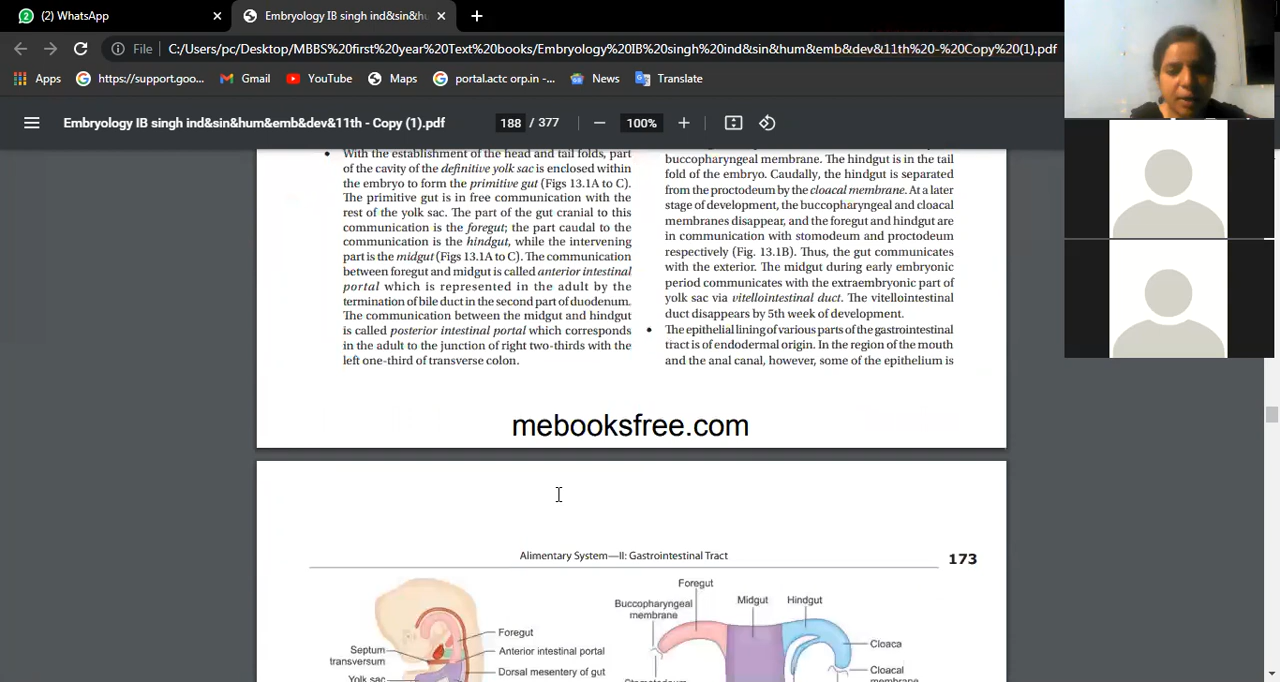 (2) WhatsApp
Embryology IB singh ind&sin&hu
File
C:/Users/pc/Desktop/MBBS%20first%20year%20Text%20books/Embryology%20IB%20singh%20ind&sin&hum&emb&dev&11th%20-%20Copy%20(1).pdf
Apps
https://support.goo...
Gmail
YouTube
Maps
portal.actc orp.in -...
News
Translate
Embryology IB singh ind&sin&hum&emb&dev&11th - Copy (1).pdf
188 / 377
100%
• With the establishment of the head and tail folds, part
of the cavity of the definitive yolk sac is enclosed within
the embryo to form the primitive gut (Figs 13.1A to C).
The primitive gut is in free communication with the
rest of the yolk sac. The part of the gut cranial to this
communication is the foregut; the part caudal to the
communication is the hindgut, while the intervening
part is the midgut (Figs 13.1A to C). The communication
between foregut and midgut is called anterior intestinal
portal which is represented in the adult by the
termination of bile duct in the second part of duodenum.
The communication between the midgut and hindgut
is called posterior intestinal portal which corresponds
in the adult to the junction of right two-thirds with the
left one-third of transverse colon.
buccopharyngeal membrane. The hindgut is in the tail
fold of the embryo. Caudally, the hindgut is separated
from the proctodeum by the cloacal membrane. At a later
stage of development, the buccopharyngeal and cloacal
membranes disappear, and the foregut and hindgut are
in communication with stomodeum and proctodeum
respectively (Fig. 13.1B). Thus, the gut communicates
with the exterior. The midgut during early embryonic
period communicates with the extraembryonic part of
yolk sac via vitellointestinal duct. The vitellointestinal
duct disappears by 5th week of development.
• The epithelial lining of various parts of the gastrointestinal
tract is of endodermal origin. In the region of the mouth
and the anal canal, however, some of the epithelium is
mebooksfree.com
Alimentary System—II: Gastrointestinal Tract
173
Foregut
Anterior intestinal portal
Dorsal mesentery of gut
Septum
transversum
Yolk sac
Foregut
Buccopharyngeal
membrane
Midgut
Hindgut
Cloaca
Cloacal